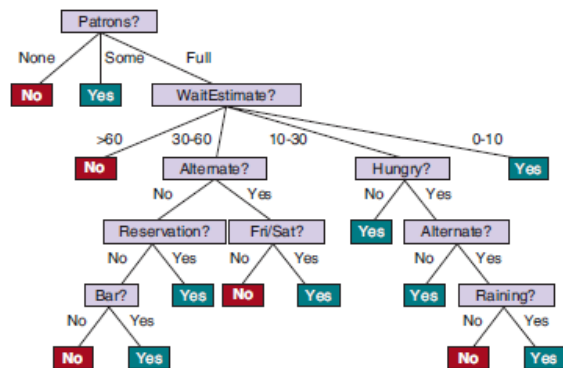 Patrons?
None Some Full
No Yes WaitEstimate?
>60 30-60 10-30 0-10
No Alternate? Hungry? Yes
No Yes No Yes
Reservation? Fri/Sat? Yes Alternate?
No Yes No Yes No Yes
Bar? Yes No Yes Yes Raining?
No Yes No Yes
No Yes No Yes